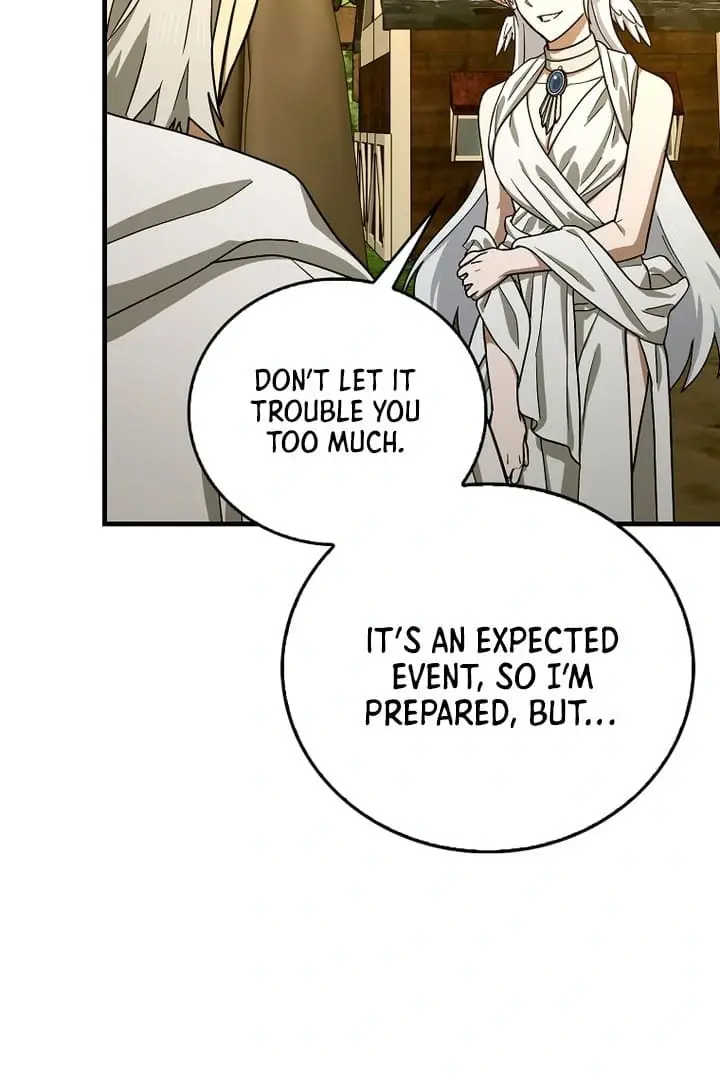 DON'T LET IT
TROUBLE YOU
TOO MUCH.
IT'S AN EXPECTED
EVENT, SO I'M
PREPARED, BUT...